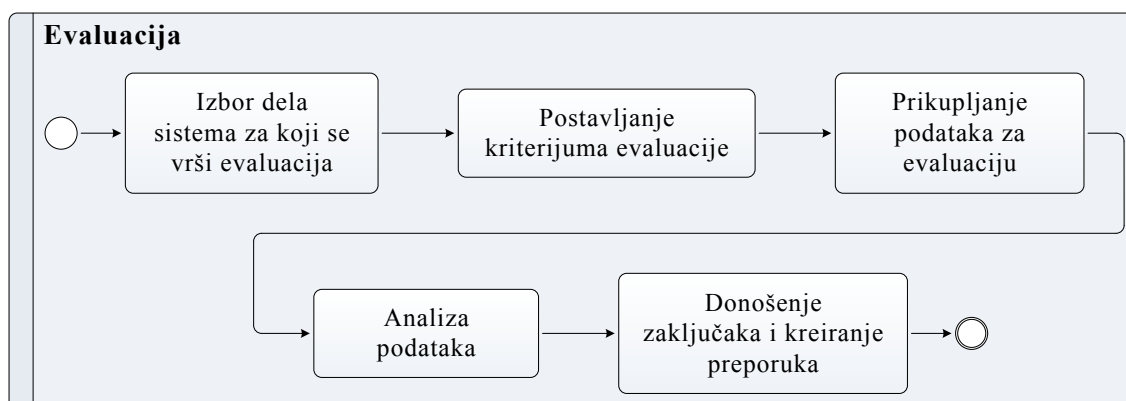 Evaluacija
Izbor dela
sistema za koji se
vrši evaluacija
Postavljanje
kriterijuma evaluacije
Prikupljanje
podataka za
evaluaciju
Analiza
podataka
Donošenje
zaključaka i kreiranje
preporuka